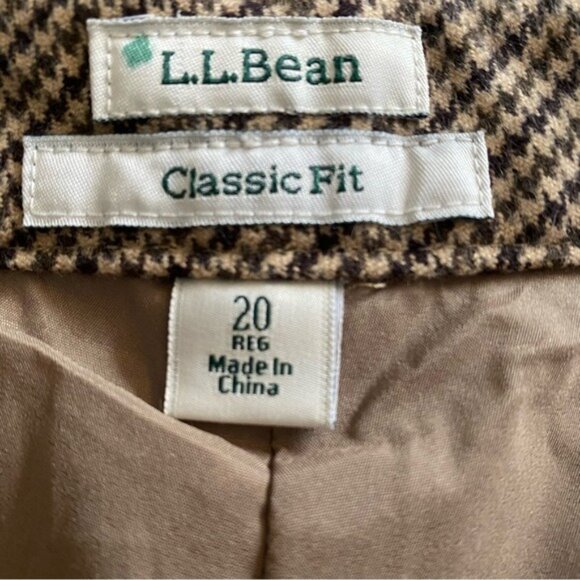 L.L.Bean
Classic Fit
20
REG
Made In
China